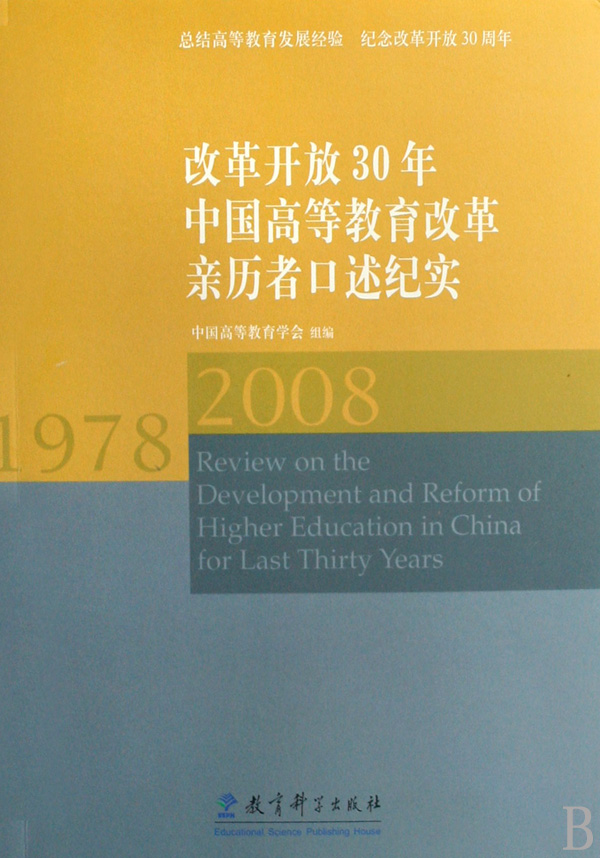 总结高等教育发展经验 纪念改革开放30周年
改革开放30年
中国高等教育改革
亲历者口述纪实
中国高等教育学会 组编
2008
1978
Review on the
Development and Reform of
Higher Education in China
for Last Thirty Years
教育科学出版社
Educational Science Publishing House
B